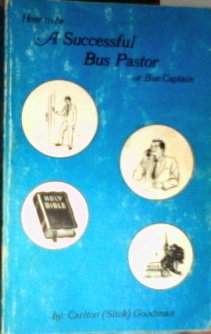 How to be
A Successful
Bus Pastor
or Bus Captain
HOLY
BIBLE
by: Carlton (Slick) Goodman